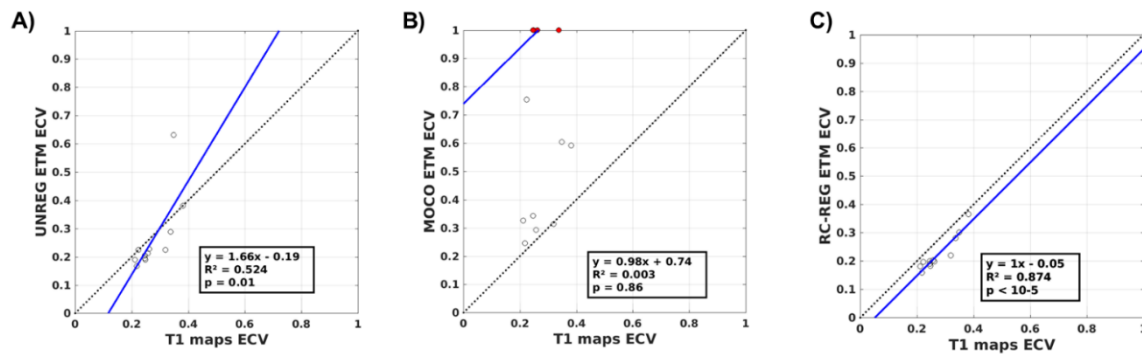 A)
UNREG ETM ECV
1
0.9
0.8
0.7
0.6
0.5
0.4
0.3
0.2
0.1
0
0 0.2 0.4 0.6 0.8 1
T1 maps ECV
y = 1.66x - 0.19
R² = 0.524
p = 0.01
B)
MOCO ETM ECV
1
0.9
0.8
0.7
0.6
0.5
0.4
0.3
0.2
0.1
0
0 0.2 0.4 0.6 0.8 1
T1 maps ECV
y = 0.98x + 0.74
R² = 0.003
p = 0.86
C)
RC-REG ETM ECV
1
0.9
0.8
0.7
0.6
0.5
0.4
0.3
0.2
0.1
0
0 0.2 0.4 0.6 0.8 1
T1 maps ECV
y = 1x - 0.05
R² = 0.874
p < 10-5